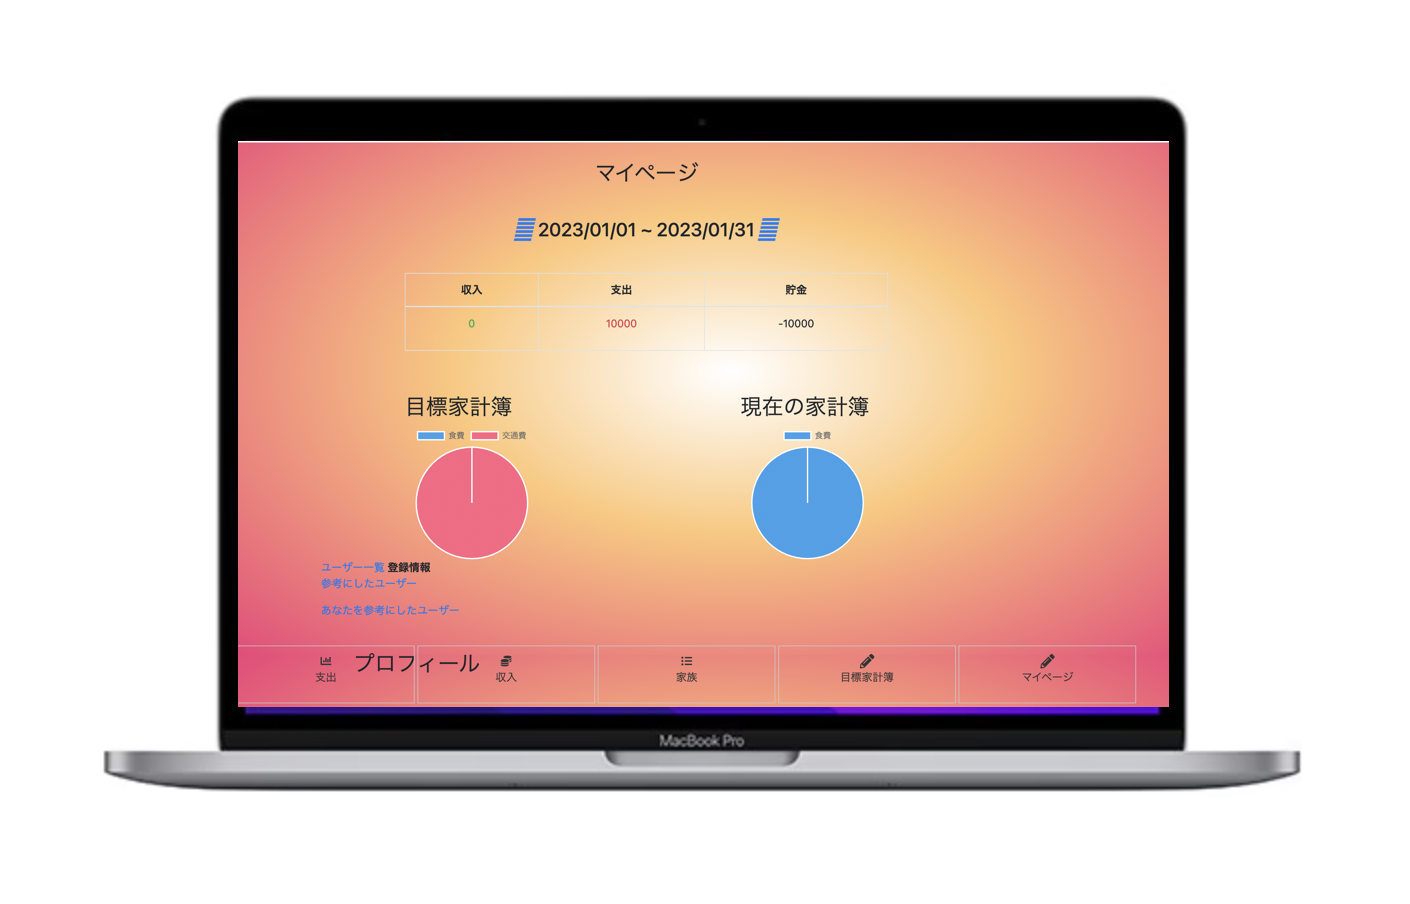 マイページ
2023/01/01 ~ 2023/01/31
収入 支出 貯金
0 10000 -10000
目標家計簿 現在の家計簿
食費 交通費 食費
ユーザー一覧 登録情報
参考にしたユーザー
あなたを参考にしたユーザー
プロフィール
支出 収入 家族 目標家計簿 マイページ
MacBook Pro